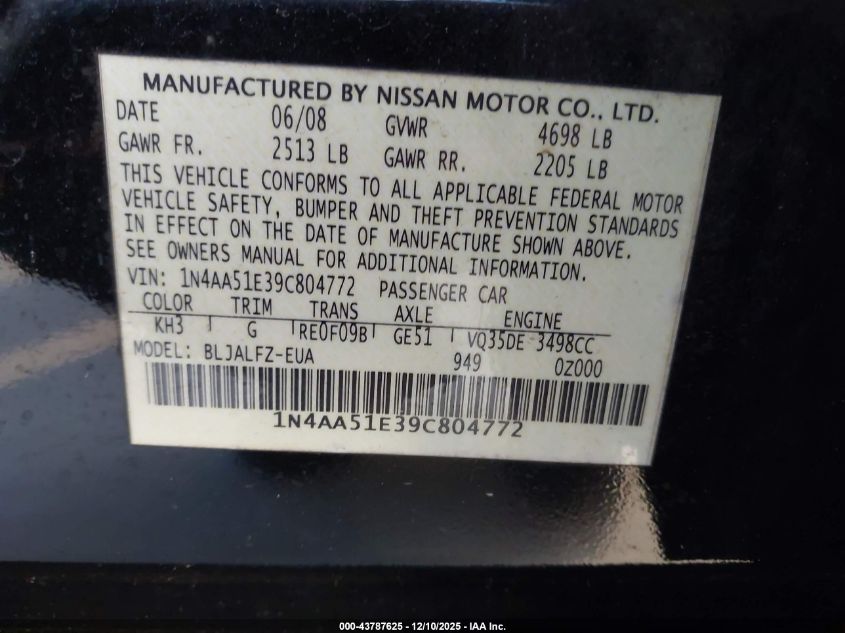 MANUFACTURED BY NISSAN MOTOR CO., LTD.
DATE 06/08 GVWR 4698 LB
GAWR FR. 2513 LB GAWR RR. 2205 LB
THIS VEHICLE CONFORMS TO ALL APPLICABLE FEDERAL MOTOR
VEHICLE SAFETY, BUMPER AND THEFT PREVENTION STANDARDS
IN EFFECT ON THE DATE OF MANUFACTURE SHOWN ABOVE.
SEE OWNERS MANUAL FOR ADDITIONAL INFORMATION.
VIN: 1N4AA51E39C804772 PASSENGER CAR
COLOR TRIM TRANS AXLE ENGINE
KH3 G RE0F09B GE51 VQ35DE 3498CC
MODEL: BLJALFZ-EUA 949 0Z000
1N4AA51E39C804772
000-43787625 - 12/10/2025 - IAA Inc.